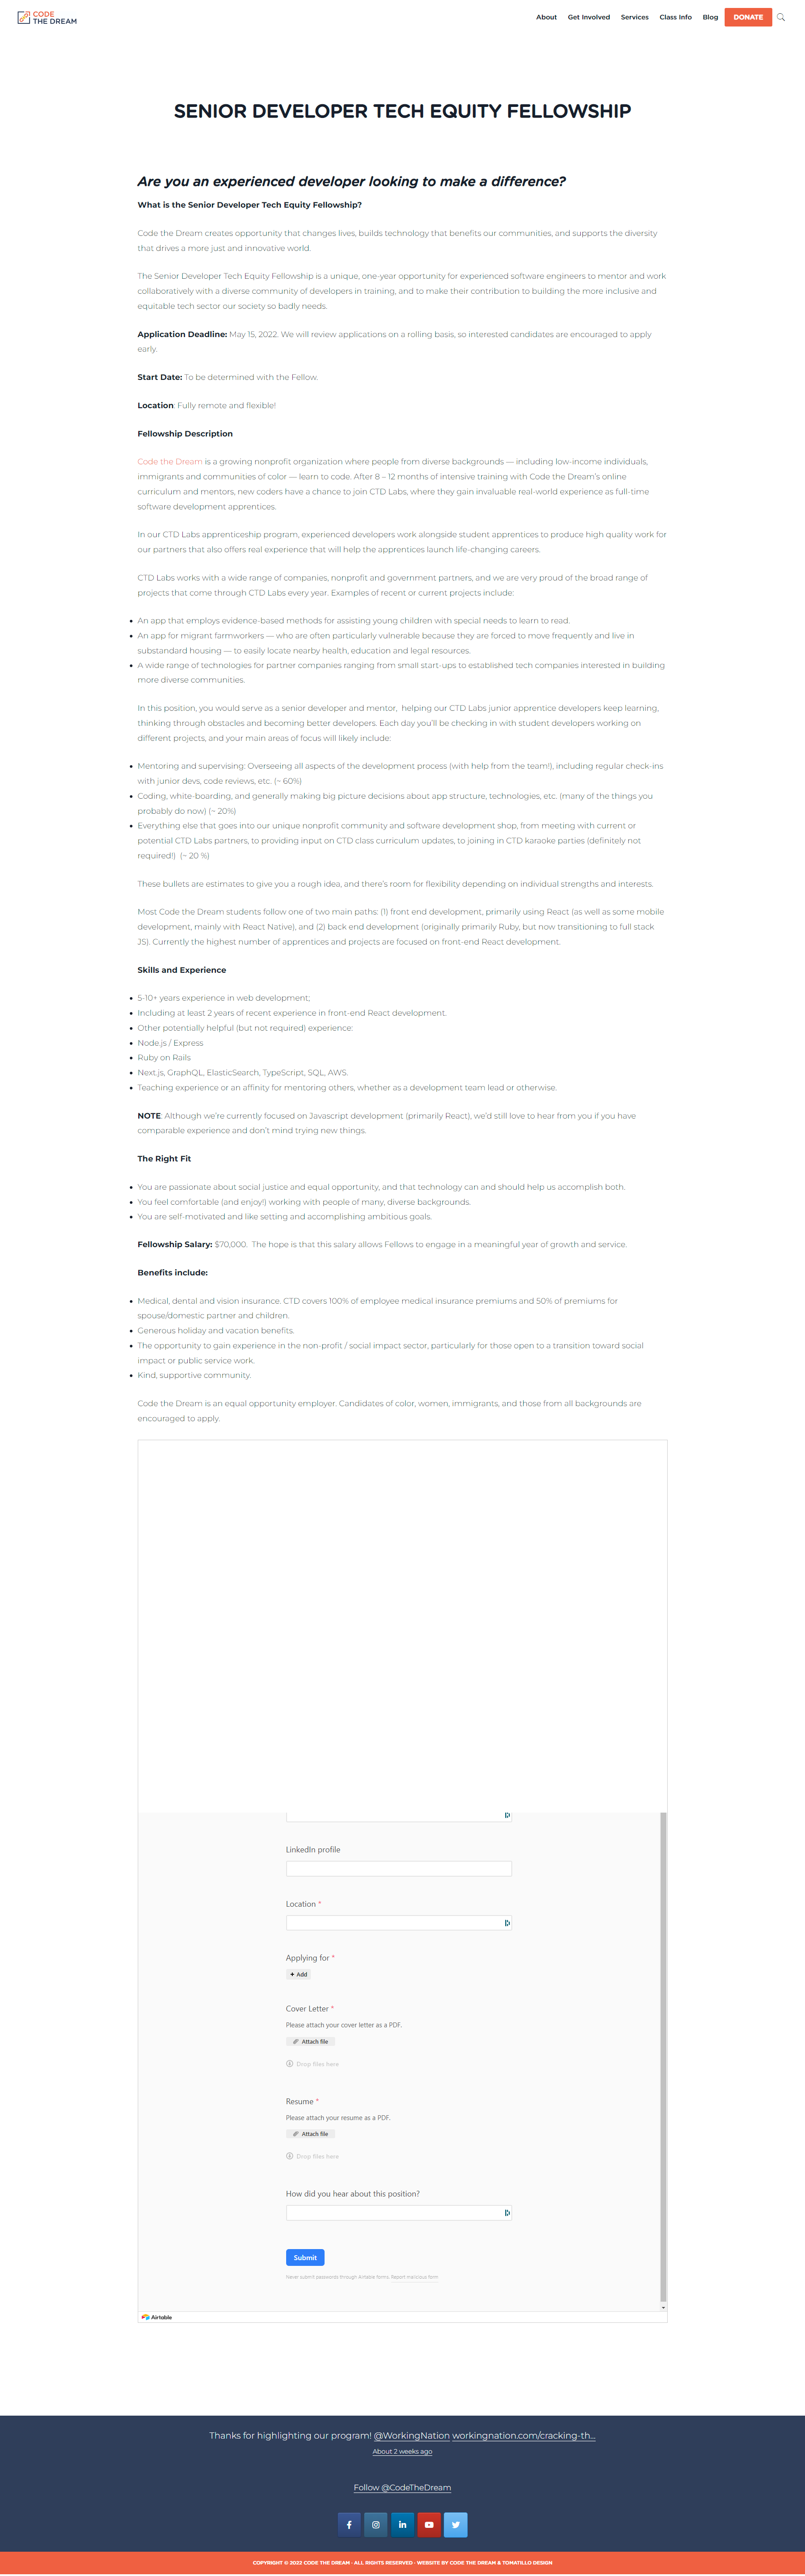 CODE
THE DREAM
About Get Involved Services Class Info Blog DONATE
SENIOR DEVELOPER TECH EQUITY FELLOWSHIP
Are you an experienced developer looking to make a difference?
What is the Senior Developer Tech Equity Fellowship?
Code the Dream creates opportunity that changes lives, builds technology that benefits our communities, and supports the diversity
that drives a more just and innovative world.
The Senior Developer Tech Equity Fellowship is a unique, one-year opportunity for experienced software engineers to mentor and work
collaboratively with a diverse community of developers in training, and to make their contribution to building the more inclusive and
equitable tech sector our society so badly needs.
Application Deadline: May 15, 2022. We will review applications on a rolling basis, so interested candidates are encouraged to apply
early.
Start Date: To be determined with the Fellow.
Location: Fully remote and flexible!
Fellowship Description
Code the Dream is a growing nonprofit organization where people from diverse backgrounds — including low-income individuals,
immigrants and communities of color — learn to code. After 8 – 12 months of intensive training with Code the Dream's online
curriculum and mentors, new coders have a chance to join CTD Labs, where they gain invaluable real-world experience as full-time
software development apprentices.
In our CTD Labs apprenticeship program, experienced developers work alongside student apprentices to produce high quality work for
our partners that also offers real experience that will help the apprentices launch life-changing careers.
CTD Labs works with a wide range of companies, nonprofit and government partners, and we are very proud of the broad range of
projects that come through CTD Labs every year. Examples of recent or current projects include:
• An app that employs evidence-based methods for assisting young children with special needs to learn to read.
• An app for migrant farmworkers — who are often particularly vulnerable because they are forced to move frequently and live in
substandard housing — to easily locate nearby health, education and legal resources.
• A wide range of technologies for partner companies ranging from small start-ups to established tech companies interested in building
more diverse communities.
In this position, you would serve as a senior developer and mentor, helping our CTD Labs junior apprentice developers keep learning,
thinking through obstacles and becoming better developers. Each day you'll be checking in with student developers working on
different projects, and your main areas of focus will likely include:
• Mentoring and supervising: Overseeing all aspects of the development process (with help from the team!), including regular check-ins
with junior devs, code reviews, etc. (~ 60%)
• Coding, white-boarding, and generally making big picture decisions about app structure, technologies, etc. (many of the things you
probably do now) (~ 20%)
• Everything else that goes into our unique nonprofit community and software development shop, from meeting with current or
potential CTD Labs partners, to providing input on CTD class curriculum updates, to joining in CTD karaoke parties (definitely not
required!) (~ 20 %)
These bullets are estimates to give you a rough idea, and there's room for flexibility depending on individual strengths and interests.
Most Code the Dream students follow one of two main paths: (1) front end development, primarily using React (as well as some mobile
development, mainly with React Native), and (2) back end development (originally primarily Ruby, but now transitioning to full stack
JS). Currently the highest number of apprentices and projects are focused on front-end React development.
Skills and Experience
• 5-10+ years experience in web development;
• Including at least 2 years of recent experience in front-end React development.
• Other potentially helpful (but not required) experience:
• Node.js / Express
• Ruby on Rails
• Next.js, GraphQL, ElasticSearch, TypeScript, SQL, AWS.
• Teaching experience or an affinity for mentoring others, whether as a development team lead or otherwise.
NOTE: Although we're currently focused on Javascript development (primarily React), we'd still love to hear from you if you have
comparable experience and don't mind trying new things.
The Right Fit
• You are passionate about social justice and equal opportunity, and that technology can and should help us accomplish both.
• You feel comfortable (and enjoy!) working with people of many, diverse backgrounds.
• You are self-motivated and like setting and accomplishing ambitious goals.
Fellowship Salary: $70,000. The hope is that this salary allows Fellows to engage in a meaningful year of growth and service.
Benefits include:
• Medical, dental and vision insurance. CTD covers 100% of employee medical insurance premiums and 50% of premiums for
spouse/domestic partner and children.
• Generous holiday and vacation benefits.
• The opportunity to gain experience in the non-profit / social impact sector, particularly for those open to a transition toward social
impact or public service work.
• Kind, supportive community.
Code the Dream is an equal opportunity employer. Candidates of color, women, immigrants, and those from all backgrounds are
encouraged to apply.
LinkedIn profile
Location *
Applying for *
+ Add
Cover Letter *
Please attach your cover letter as a PDF.
Attach file
Drop files here
Resume *
Please attach your resume as a PDF.
Attach file
Drop files here
How did you hear about this position?
Submit
Never submit passwords through Airtable forms. Report malicious form
Airtable
Thanks for highlighting our program! @WorkingNation workingnation.com/cracking-th…
About 2 weeks ago
Follow @CodeTheDream
COPYRIGHT © 2022 CODE THE DREAM · ALL RIGHTS RESERVED · WEBSITE BY CODE THE DREAM & TOMATILLO DESIGN